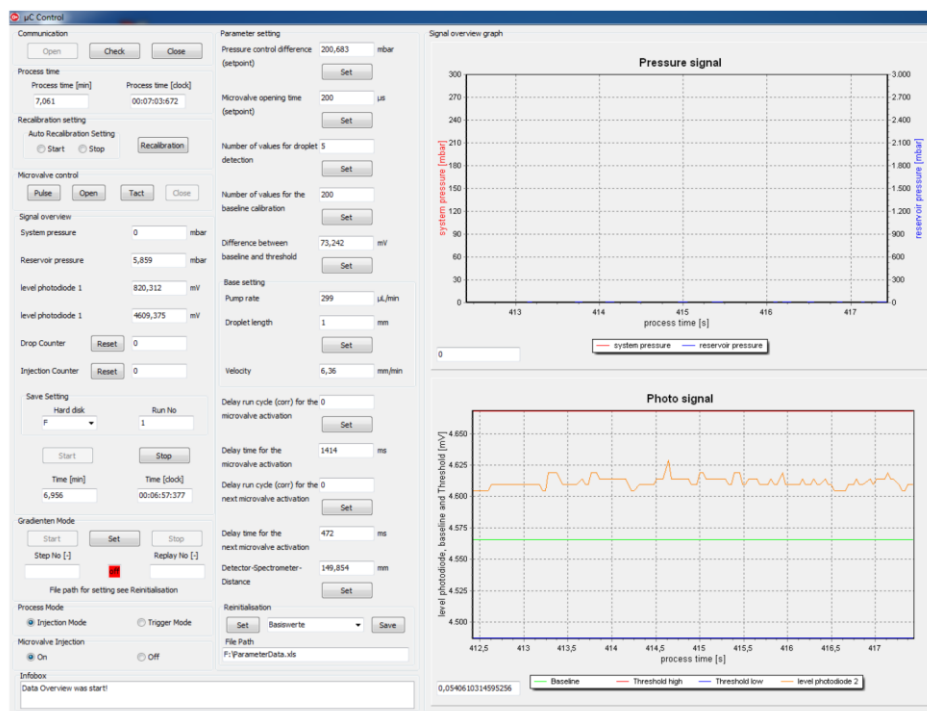 µC Control
Communication
Open Check Close
Process time
Process time [min] Process time [clock]
7,061 00:07:03:672
Recalibration setting
Auto Recalibration Setting
Start Stop Recalibration
Microvalve control
Pulse Open Tact Close
Signal overview
System pressure 0 mbar
Reservoir pressure 5,859 mbar
level photodiode 1 820,312 mV
level photodiode 1 4609,375 mV
Drop Counter Reset 0
Injection Counter Reset 0
Save Setting
Hard disk Run No
F 1
Start Stop
Time [min] Time [clock]
6,956 00:06:57:377
Gradienten Mode
Start Set Stop
Step No [-] Replay No [-]
off
File path for setting see Reinitialisation
Process Mode
Injection Mode Trigger Mode
Microvalve Injection
On Off
Infobox
Data Overview was start!
Parameter setting
Pressure control difference 200,683 mbar
(setpoint)
Set
Microvalve opening time 200 µs
(setpoint)
Set
Number of values for droplet 5
detection
Set
Number of values for the 200
baseline calibration
Set
Difference between 73,242 mV
baseline and threshold
Set
Base setting
Pump rate 299 µL/min
Droplet length 1 mm
Set
Velocity 6,36 mm/min
Delay run cycle (corr) for the 0
microvalve activation
Set
Delay time for the 1414 ms
microvalve activation
Set
Delay run cycle (corr) for the 0
next microvalve activation
Set
Delay time for the 472 ms
next microvalve activation
Set
Detector-Spectrometer- 149,854 mm
Distance
Set
Reinitialisation
Set Basiswerte Save
File Path
F:\ParameterData.xls
Signal overview graph
Pressure signal
system pressure [mbar]
300
270
240
210
180
150
120
90
60
30
0
reservoir pressure [mbar]
3.000
2.700
2.400
2.100
1.800
1.500
1.200
900
600
300
0
413 414 415 416 417
process time [s]
system pressure reservoir pressure
0
Photo signal
level photodiode, baseline and Threshold [mV]
4.650
4.625
4.600
4.575
4.550
4.525
4.500
412,5 413 413,5 414 414,5 415 415,5 416 416,5 417
process time [s]
Baseline Threshold high Threshold low level photodiode 2
0,0540610314595256